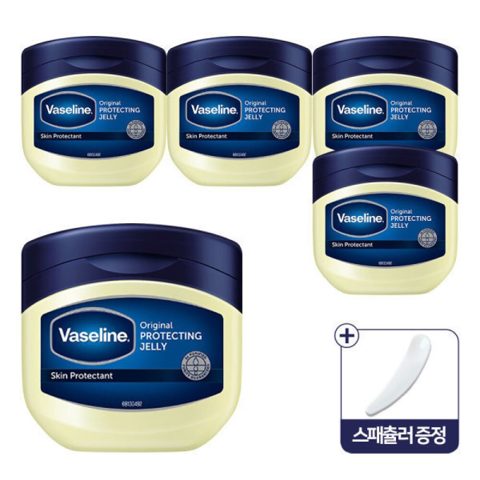 Vaseline.
Original
PROTECTING
JELLY
Skin Protectant
Vaseline.
Original
PROTECTING
JELLY
Skin Protectant
Vaseline.
Original
PROTECTING
JELLY
Skin Protectant
Vaseline.
Original
PROTECTING
JELLY
Skin Protectant
Vaseline.
Original
PROTECTING
JELLY
Skin Protectant
+
스패츌러 증정